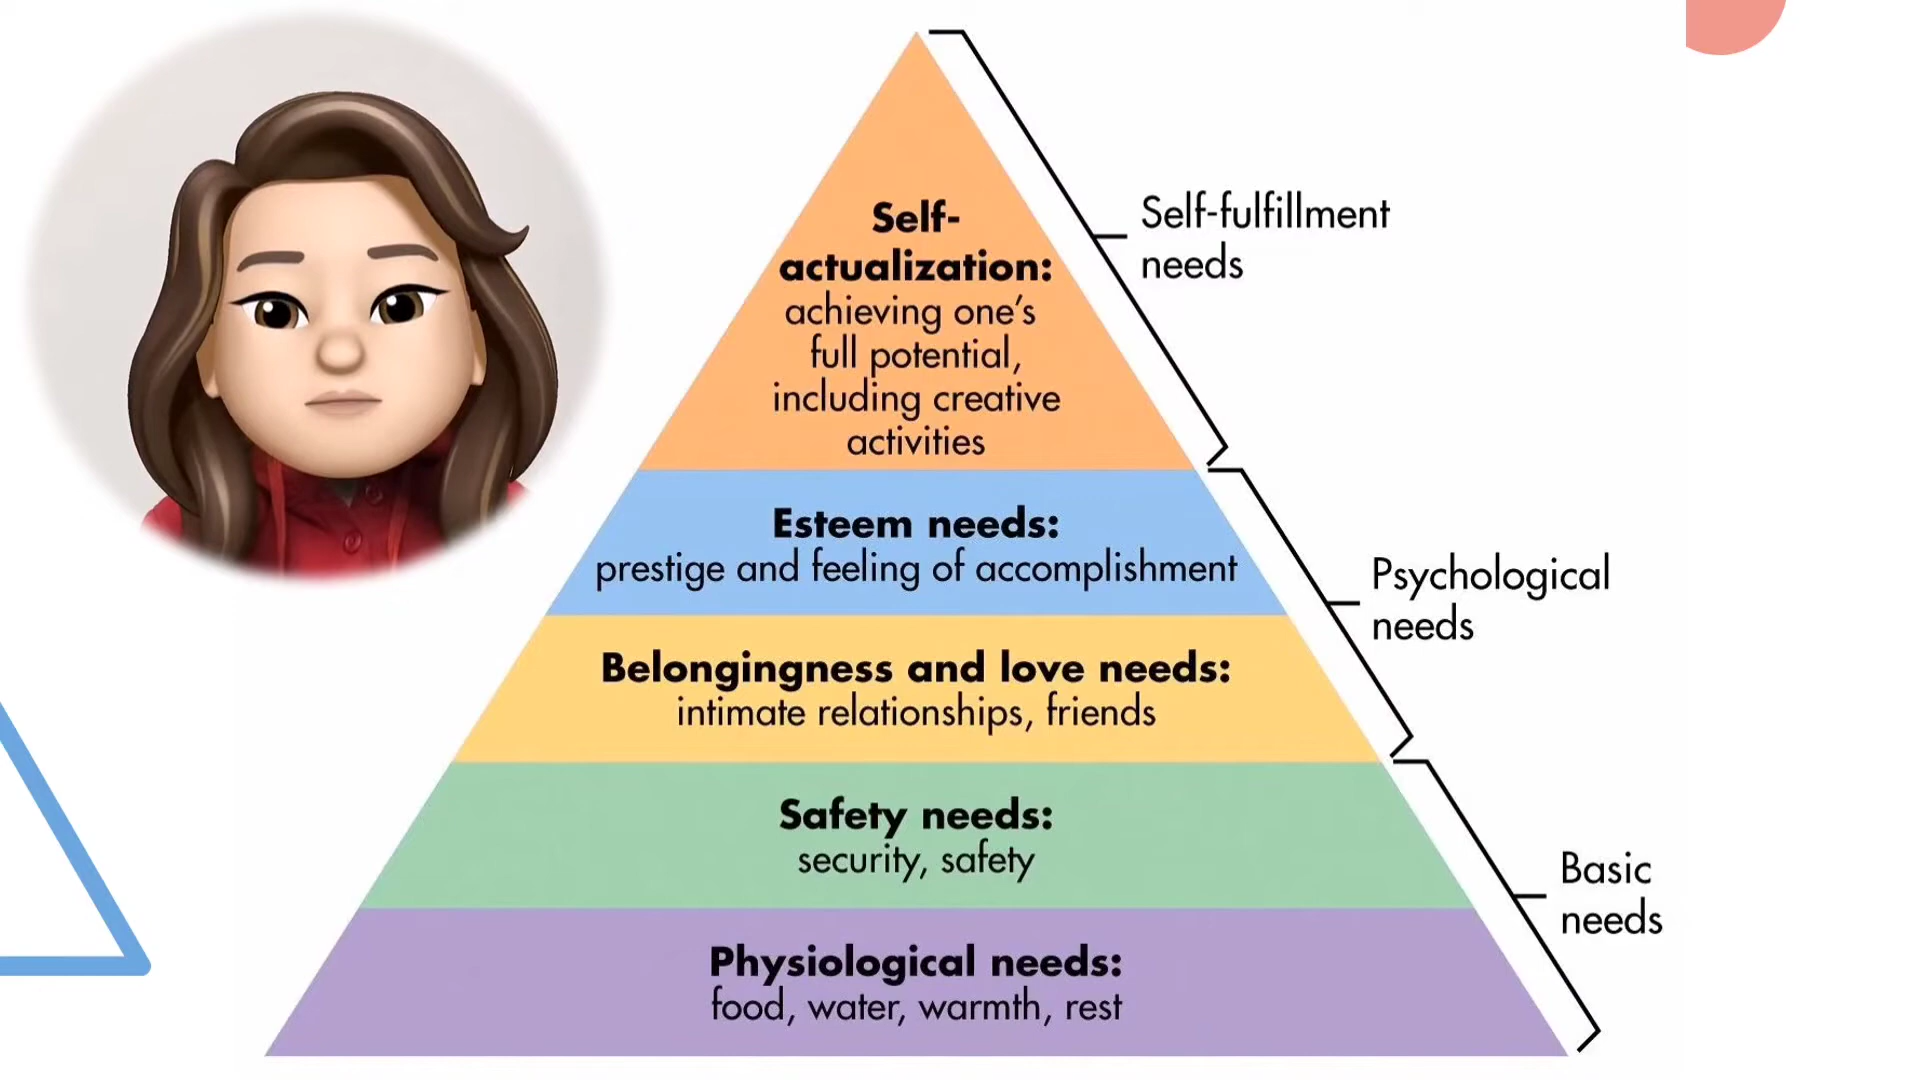 Self-
actualization:
achieving one’s
full potential,
including creative
activities
Self-fulfillment
needs
Esteem needs:
prestige and feeling of accomplishment
Psychological
needs
Belongingness and love needs:
intimate relationships, friends
Safety needs:
security, safety
Basic
needs
Physiological needs:
food, water, warmth, rest